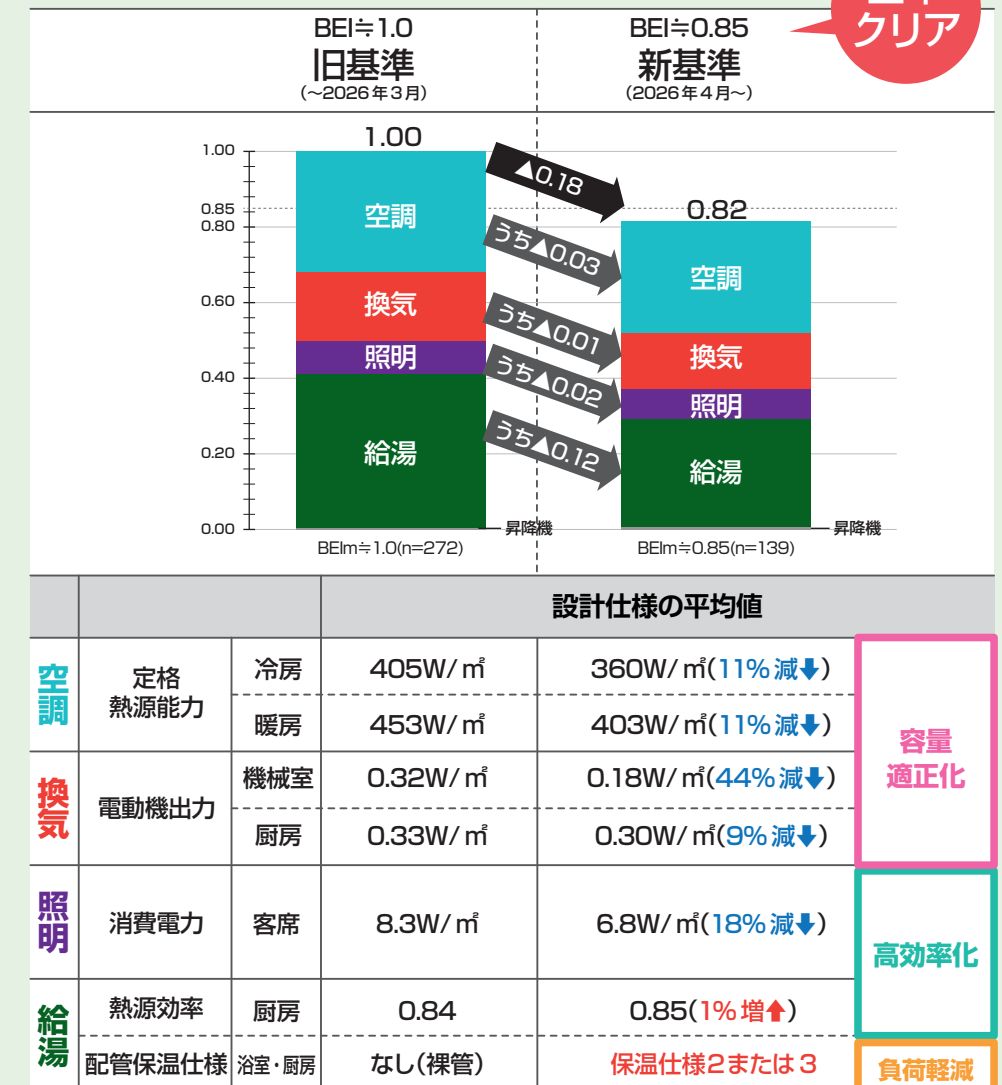 クリア
BEI≒1.0
旧基準
(~2026年3月)
BEI≒0.85
新基準
(2026年4月~)
1.00
0.85
0.80
0.60
0.40
0.20
0.00
1.00
空調
換気
照明
給湯
昇降機
BEIm≒1.0(n=272)
▲0.18
うち▲0.03
うち▲0.01
うち▲0.02
うち▲0.12
0.82
空調
換気
照明
給湯
昇降機
BEIm≒0.85(n=139)
設計仕様の平均値
空調
定格
熱源能力
冷房
405W/㎡
360W/㎡(11%減⬇)
暖房
453W/㎡
403W/㎡(11%減⬇)
換気
電動機出力
機械室
0.32W/㎡
0.18W/㎡(44%減⬇)
厨房
0.33W/㎡
0.30W/㎡(9%減⬇)
容量
適正化
照明
消費電力
客席
8.3W/㎡
6.8W/㎡(18%減⬇)
高効率化
給湯
熱源効率
厨房
0.84
0.85(1%増⬆)
配管保温仕様
浴室・厨房
なし(裸管)
保温仕様2または3
負荷軽減